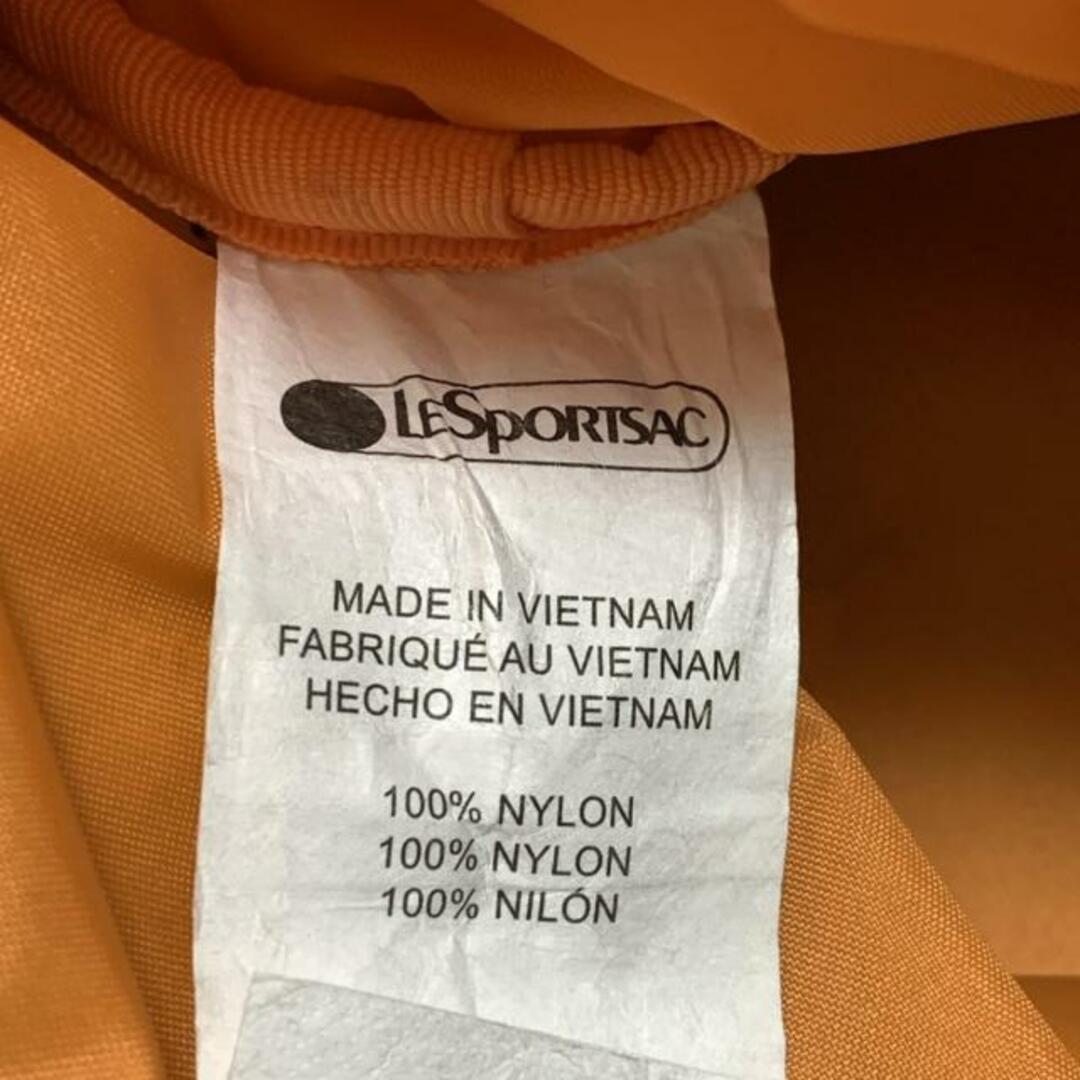 LESPORTSAC
MADE IN VIETNAM
FABRIQUÉ AU VIETNAM
HECHO EN VIETNAM
100% NYLON
100% NYLON
100% NILÓN